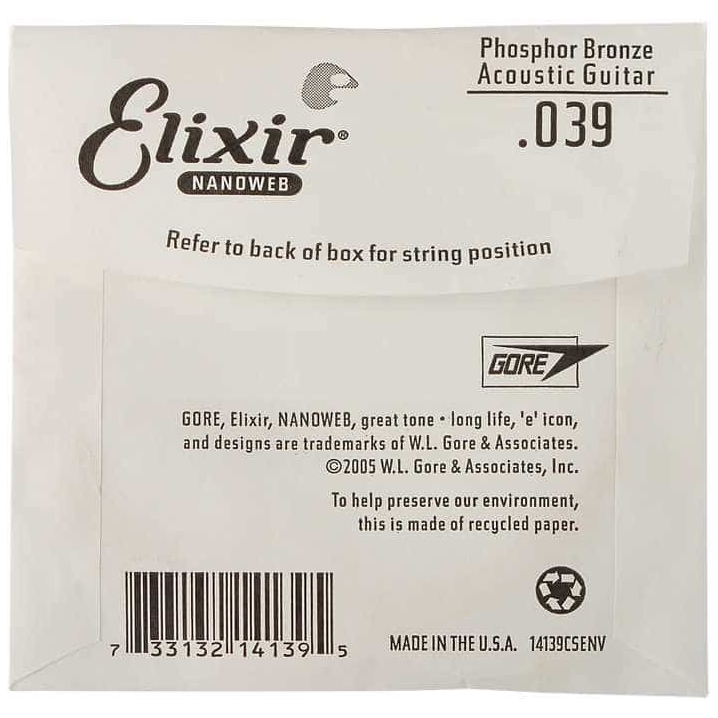 Phosphor Bronze
Acoustic Guitar
.039
Elixir®
NANOWEB
Refer to back of box for string position
GORE
GORE, Elixir, NANOWEB, great tone • long life, 'e' icon,
and designs are trademarks of W.L. Gore & Associates.
©2005 W.L. Gore & Associates, Inc.
To help preserve our environment,
this is made of recycled paper.
7 33132 14139 5
MADE IN THE U.S.A. 14139CSENV